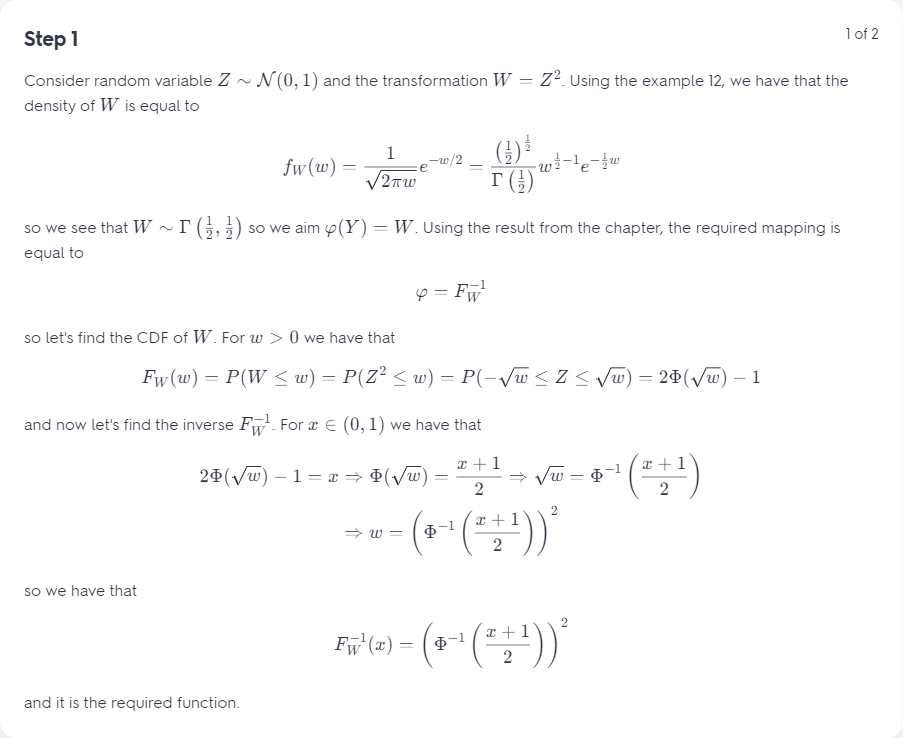 Step 1
1 of 2
Consider random variable $Z \sim \mathcal{N}(0, 1)$ and the transformation $W = Z^2$. Using the example 12, we have that the
density of $W$ is equal to
$f_W(w) = \frac{1}{\sqrt{2\pi w}} e^{-w/2} = \frac{\left(\frac{1}{2}\right)^{\frac{1}{2}}}{\Gamma\left(\frac{1}{2}\right)} w^{\frac{1}{2}-1} e^{-\frac{1}{2}w}$
so we see that $W \sim \Gamma\left(\frac{1}{2}, \frac{1}{2}\right)$ so we aim $\varphi(Y) = W$. Using the result from the chapter, the required mapping is
equal to
$\varphi = F_W^{-1}$
so let's find the CDF of $W$. For $w > 0$ we have that
$F_W(w) = P(W \leq w) = P(Z^2 \leq w) = P(-\sqrt{w} \leq Z \leq \sqrt{w}) = 2\Phi(\sqrt{w}) - 1$
and now let's find the inverse $F_W^{-1}$. For $x \in (0, 1)$ we have that
$2\Phi(\sqrt{w}) - 1 = x \Rightarrow \Phi(\sqrt{w}) = \frac{x+1}{2} \Rightarrow \sqrt{w} = \Phi^{-1}\left(\frac{x+1}{2}\right)$
$\Rightarrow w = \left(\Phi^{-1}\left(\frac{x+1}{2}\right)\right)^2$
so we have that
$F_W^{-1}(x) = \left(\Phi^{-1}\left(\frac{x+1}{2}\right)\right)^2$
and it is the required function.